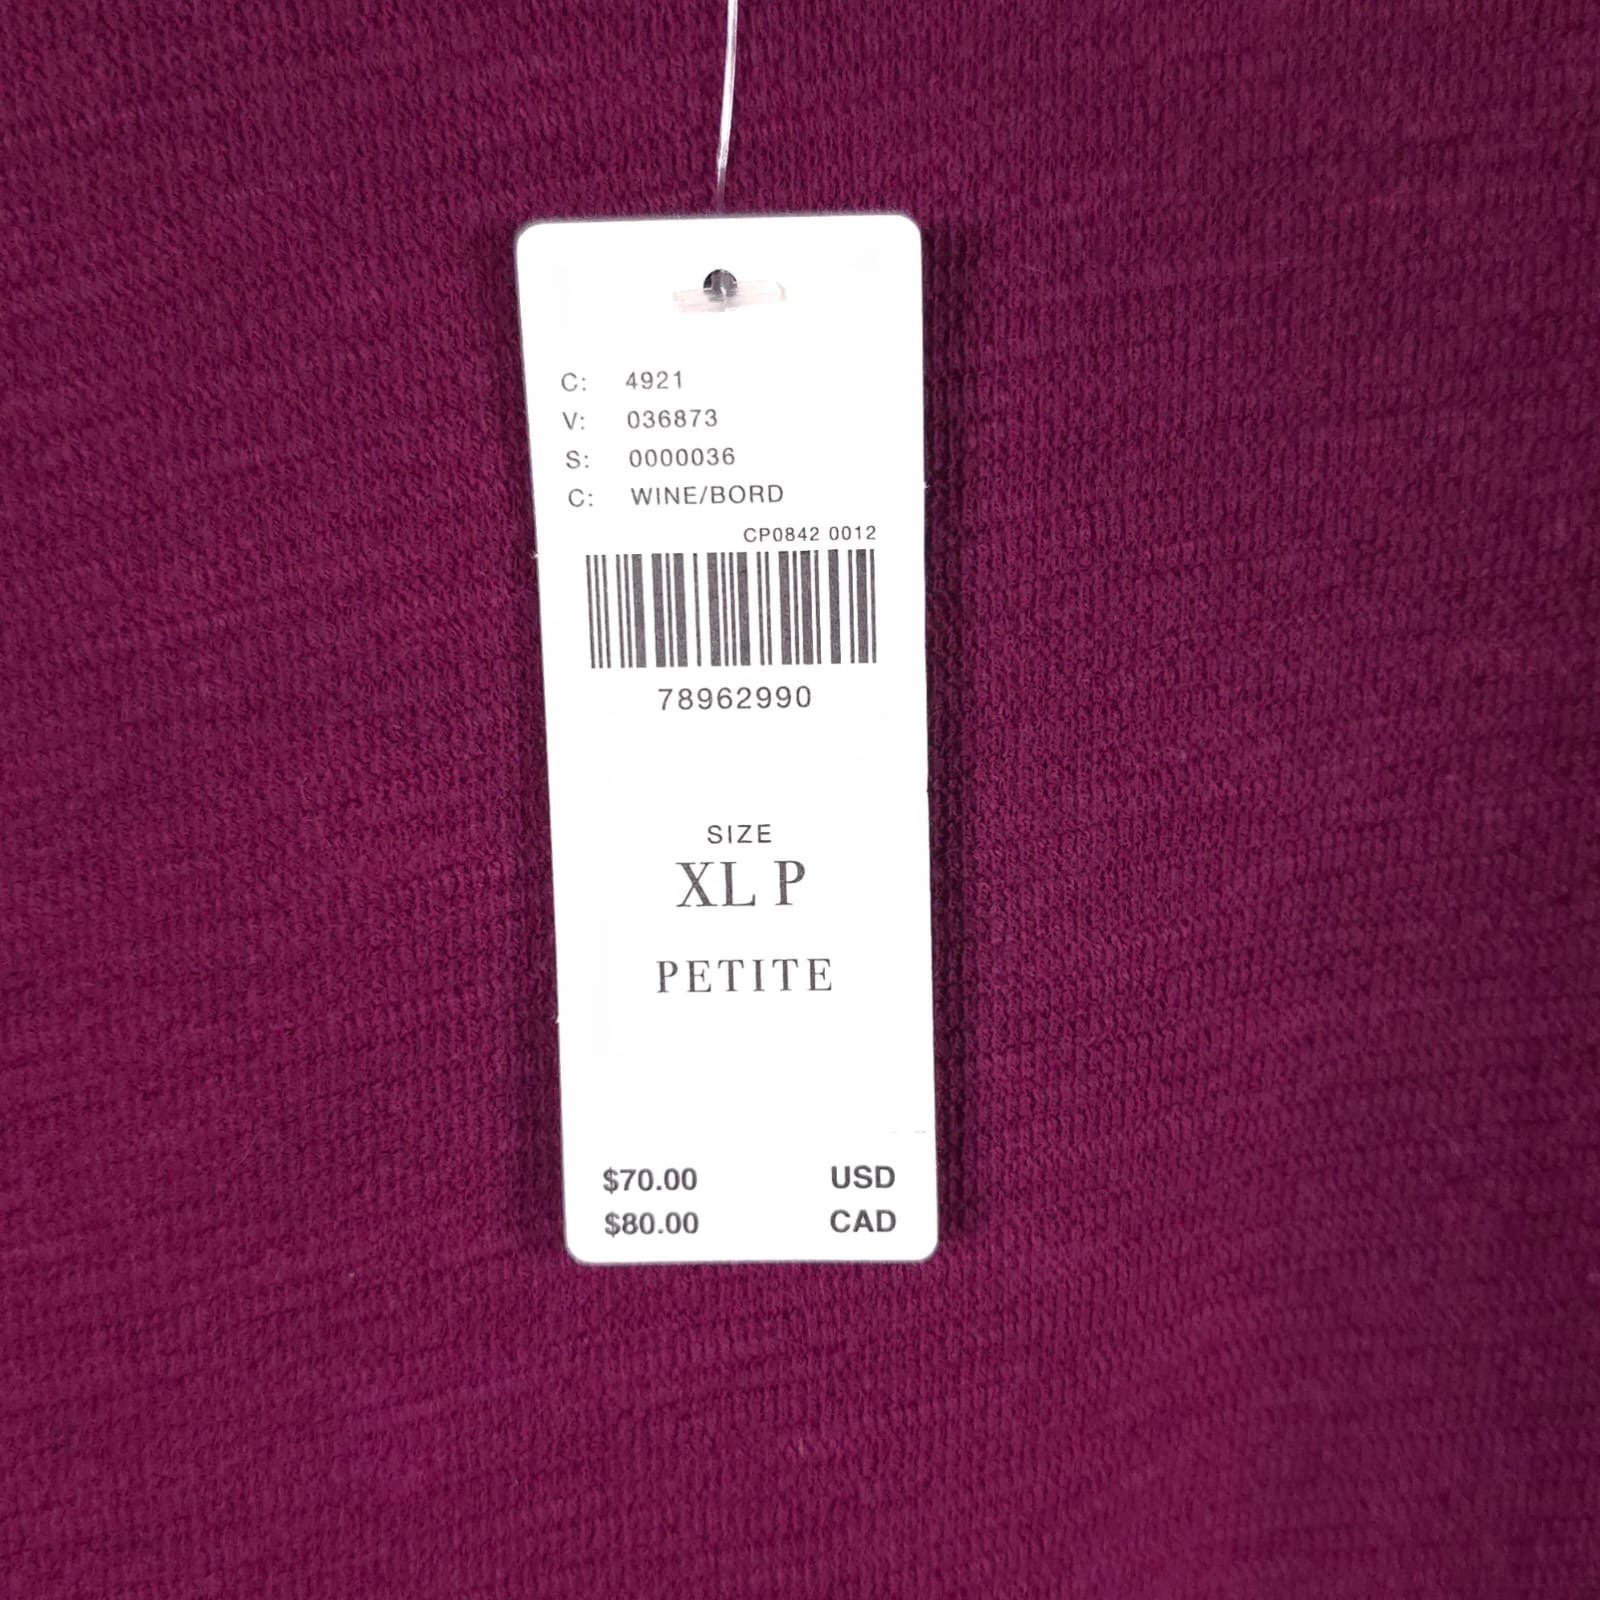 C: 4921
V: 036873
S: 0000036
C: WINE/BORD
CP0842 0012
78962990
SIZE
XL P
PETITE
$70.00 USD
$80.00 CAD